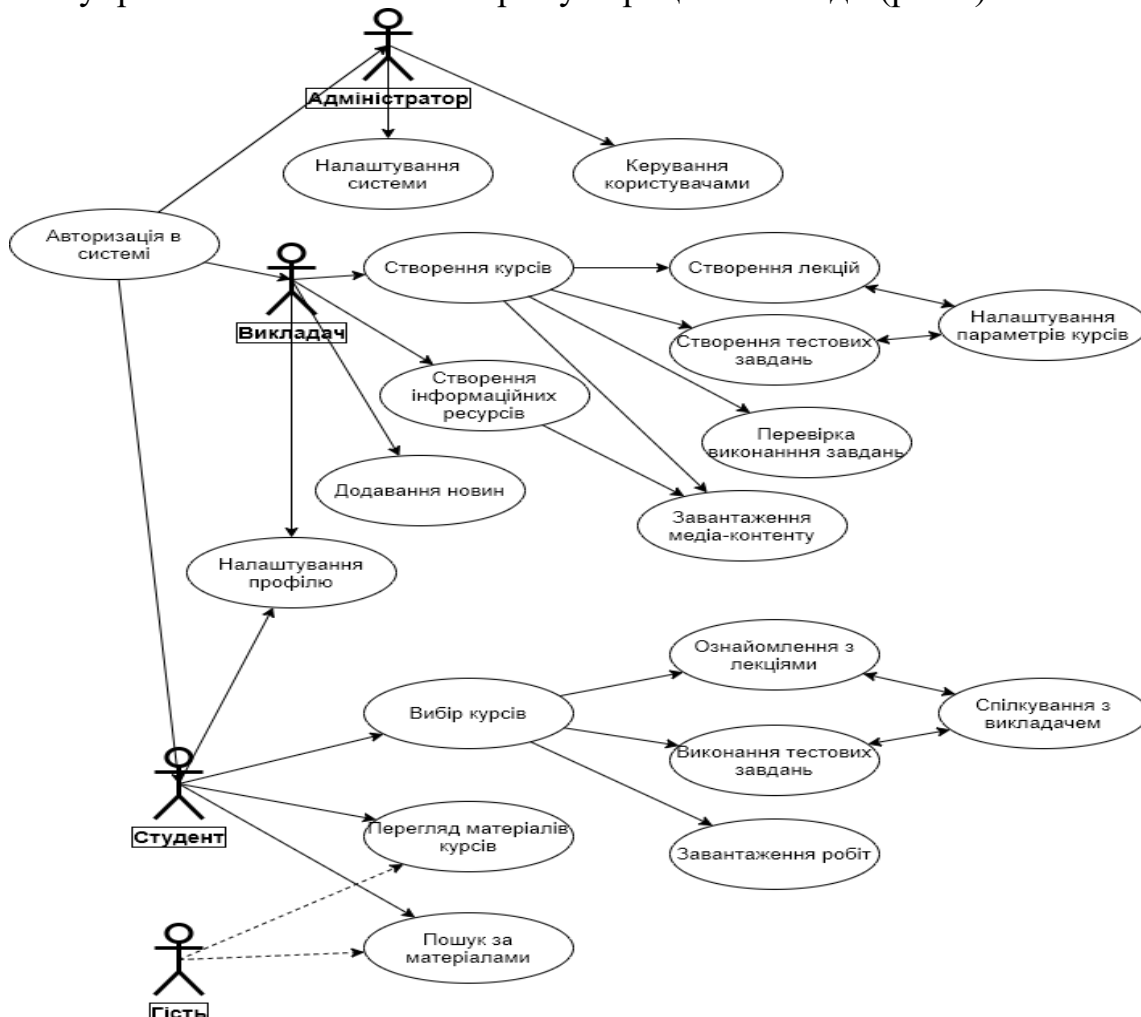 Адміністратор
Налаштування
системи
Керування
користувачами
Авторизація в
системі
Викладач
Створення курсів
Створення лекцій
Налаштування
параметрів курсів
Створення тестових
завдань
Створення
інформаційних
ресурсів
Перевірка
виконанння завдань
Додавання новин
Завантаження
медіа-контенту
Налаштування
профілю
Ознайомлення з
лекціями
Вибір курсів
Спілкування з
викладачем
Виконання тестових
завдань
Студент
Перегляд матеріалів
курсів
Завантаження робіт
Пошук за
матеріалами
Гість